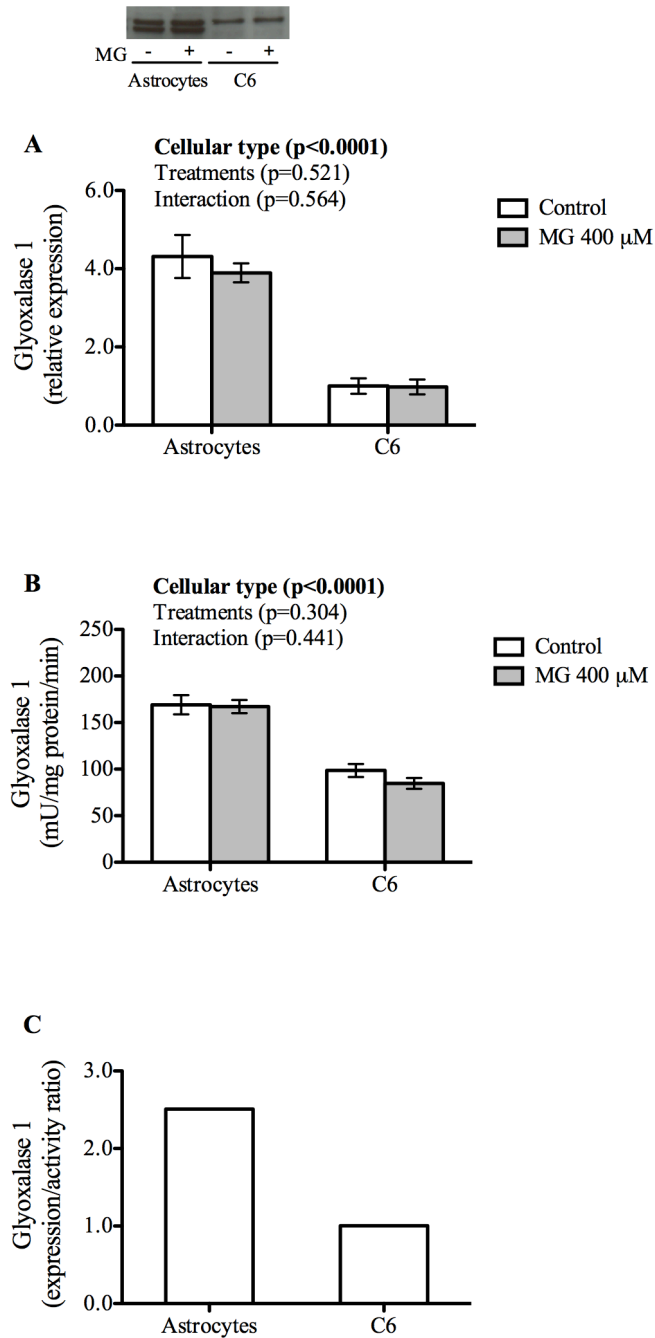 MG - + - +
Astrocytes C6
A
Cellular type (p<0.0001)
Treatments (p=0.521)
Interaction (p=0.564)
Glyoxalase 1
(relative expression)
6.0
4.0
2.0
0.0
Control
MG 400 μM
Astrocytes C6
B
Cellular type (p<0.0001)
Treatments (p=0.304)
Interaction (p=0.441)
Glyoxalase 1
(mU/mg protein/min)
250
200
150
100
50
0
Control
MG 400 μM
Astrocytes C6
C
Glyoxalase 1
(expression/activity ratio)
3.0
2.0
1.0
0.0
Astrocytes C6